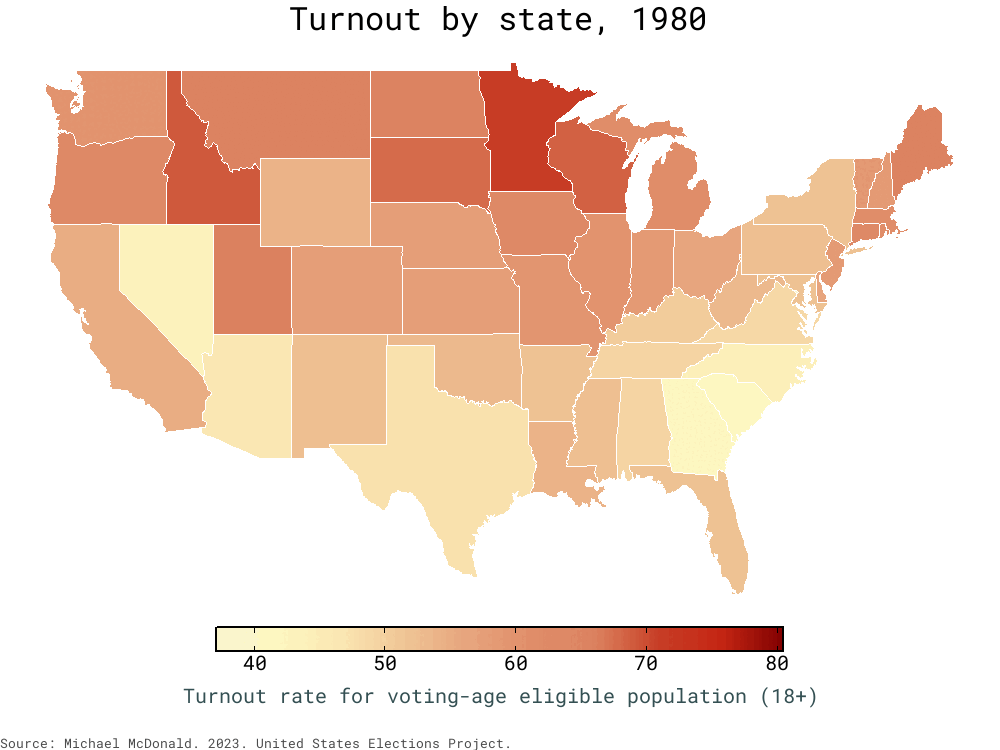 Turnout by state, 1980
40 50 60 70 80
Turnout rate for voting-age eligible population (18+)
Source: Michael McDonald. 2023. United States Elections Project.